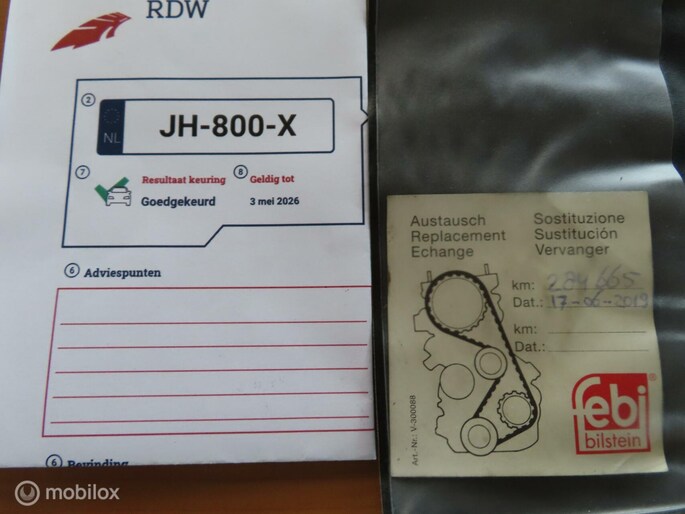 RDW
2
NL
JH-800-X
7
Resultaat keuring
Goedgekeurd
8
Geldig tot
3 mei 2026
6 Adviespunten
6 Bevinding
Austausch
Replacement
Echange
Sostituzione
Sustitución
Vervanger
km: 284665
Dat.: 17-06-2019
km:
Dat.:
Art.-Nr.: V-300088
febi
bilstein
mobilox